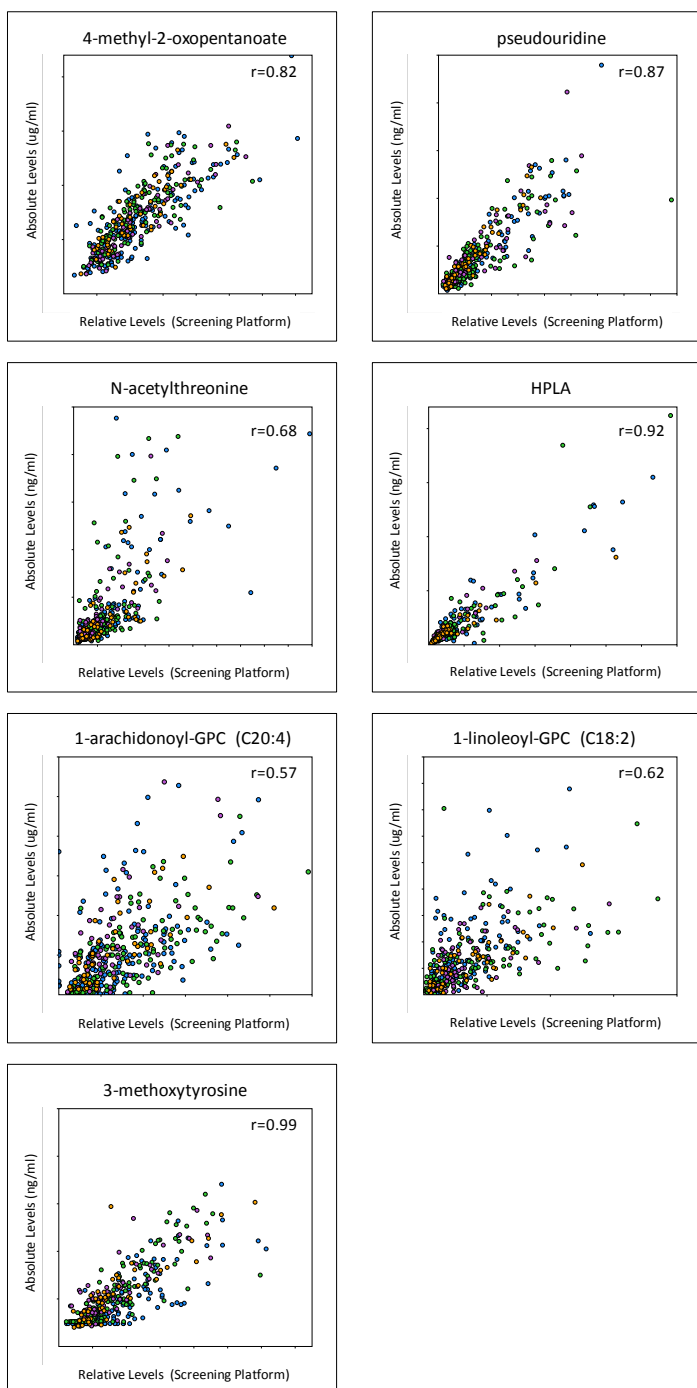 4-methyl-2-oxopentanoate
r=0.82
Absolute Levels (ug/ml)
Relative Levels (Screening Platform)
pseudouridine
r=0.87
Absolute Levels (ng/ml)
Relative Levels (Screening Platform)
N-acetylthreonine
r=0.68
Absolute Levels (ng/ml)
Relative Levels (Screening Platform)
HPLA
r=0.92
Absolute Levels (ng/ml)
Relative Levels (Screening Platform)
1-arachidonoyl-GPC (C20:4)
r=0.57
Absolute Levels (ug/ml)
Relative Levels (Screening Platform)
1-linoleoyl-GPC (C18:2)
r=0.62
Absolute Levels (ug/ml)
Relative Levels (Screening Platform)
3-methoxytyrosine
r=0.99
Absolute Levels (ng/ml)
Relative Levels (Screening Platform)